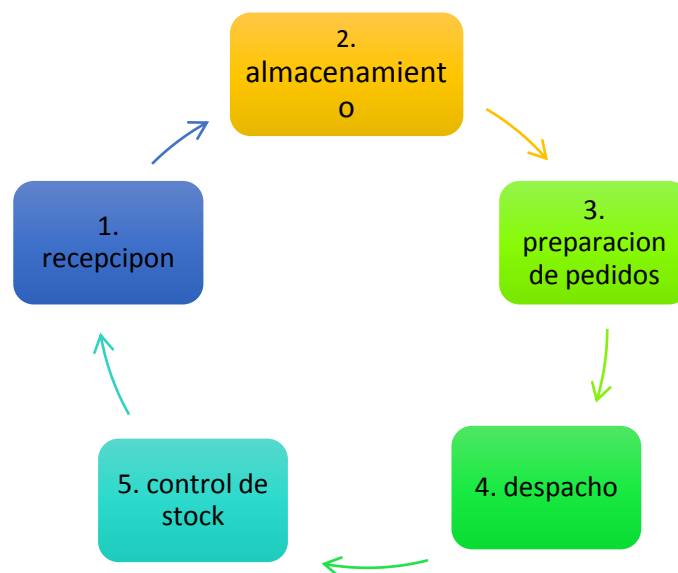 1.
recepcipon
2.
almacenamient
o
3.
preparacion
de pedidos
4. despacho
5. control de
stock